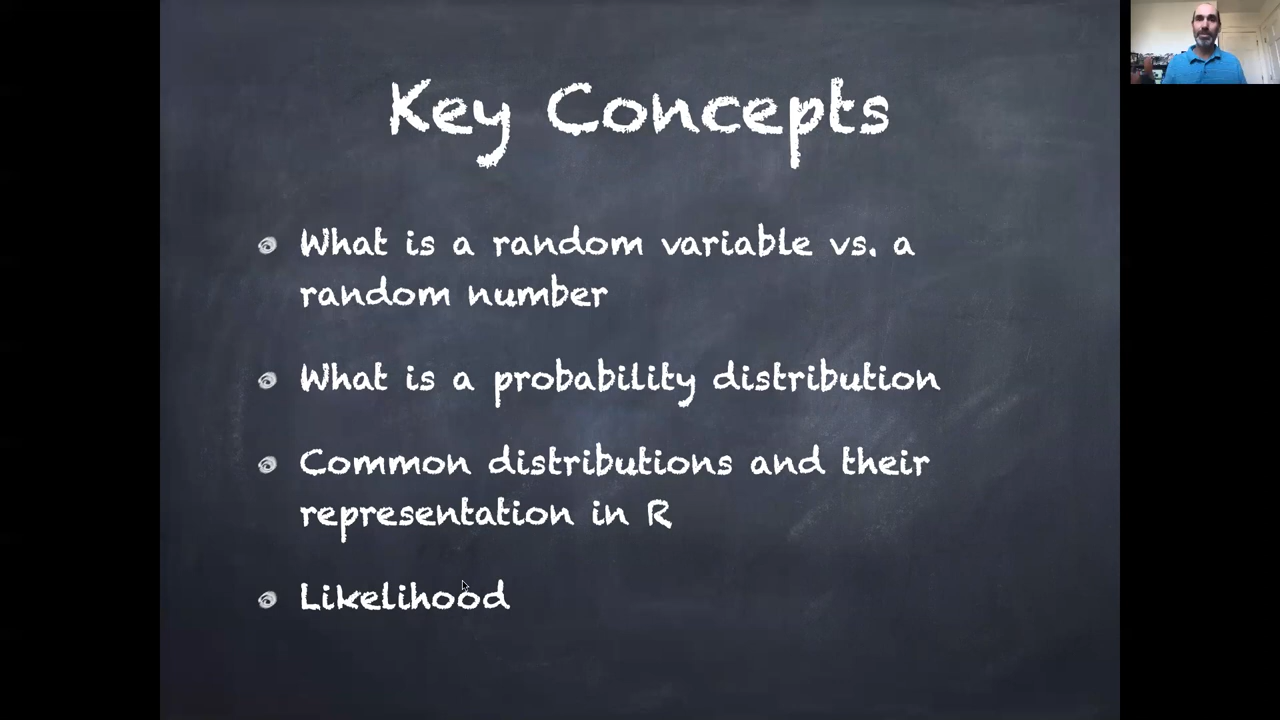 Key Concepts
What is a random variable vs. a
random number
What is a probability distribution
Common distributions and their
representation in R
Likelihood